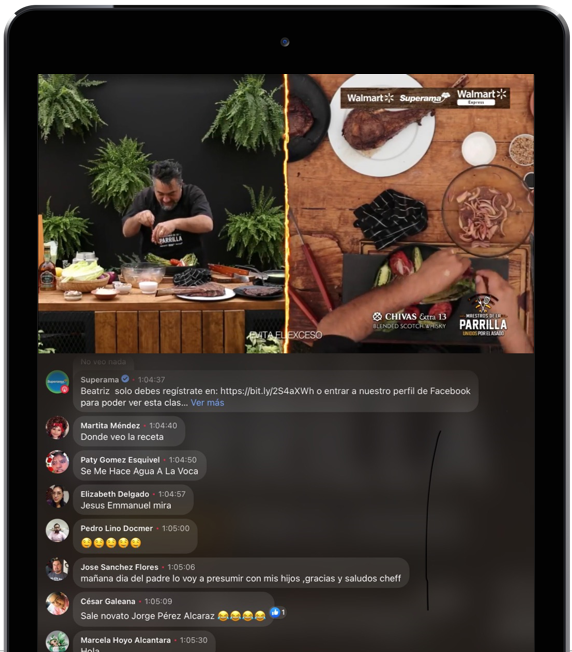 Walmart Superama Walmart
Express
PARRILLA
EVITA EL EXCESO
CHIVAS Extra 13
BLENDED SCOTCH WHISKY
MAESTROS DE LA
PARRILLA
UNIDOS POR EL ASADO
No veo nada
Superama · 1:04:37
Beatriz solo debes registrate en: https://bit.ly/2S4aXWh o entrar a nuestro perfil de Facebook
para poder ver esta clas... Ver más
Martita Méndez · 1:04:40
Donde veo la receta
Paty Gomez Esquivel · 1:04:50
Se Me Hace Agua A La Voca
Elizabeth Delgado · 1:04:57
Jesus Emmanuel mira
Pedro Lino Docmer · 1:05:00
😋😋😋😋😋
Jose Sanchez Flores · 1:05:06
mañana dia del padre lo voy a presumir con mis hijos ,gracias y saludos cheff
César Galeana · 1:05:09
Sale novato Jorge Pérez Alcaraz 😂😂😂😂 1
Marcela Hoyo Alcantara · 1:05:30
Hola